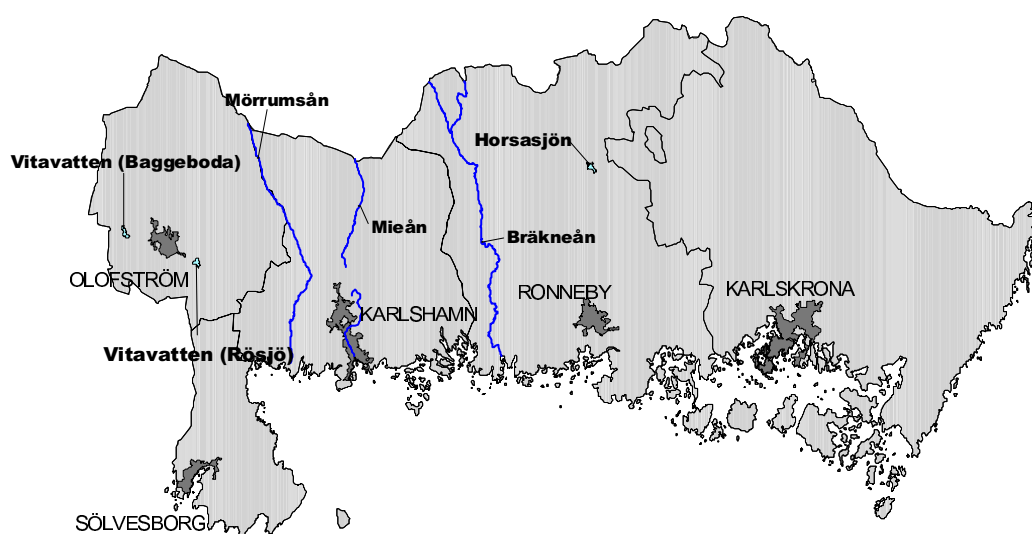 Mörrumsån
Horsasjön
Vitavatten (Baggeboda)
Mieån
Bräkneån
OLOFSTRÖM
RONNEBY
KARLSKRONA
KARLSHAMN
Vitavatten (Rösjö)
SÖLVESBORG